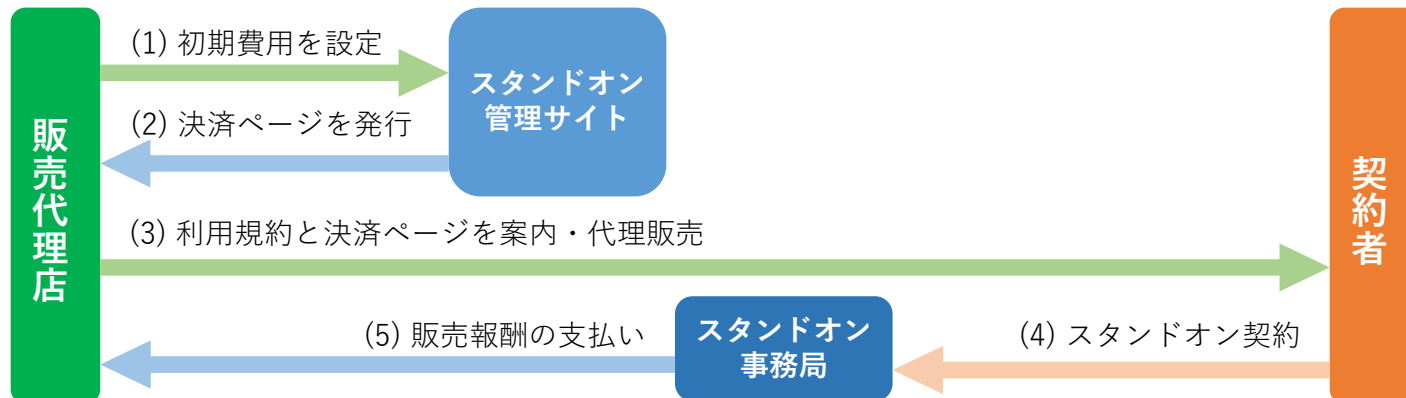 (1) 初期費用を設定
スタンドオン
管理サイト
(2) 決済ページを発行
販売代理店
契約者
(3) 利用規約と決済ページを案内・代理販売
(5) 販売報酬の支払い
スタンドオン
事務局
(4) スタンドオン契約